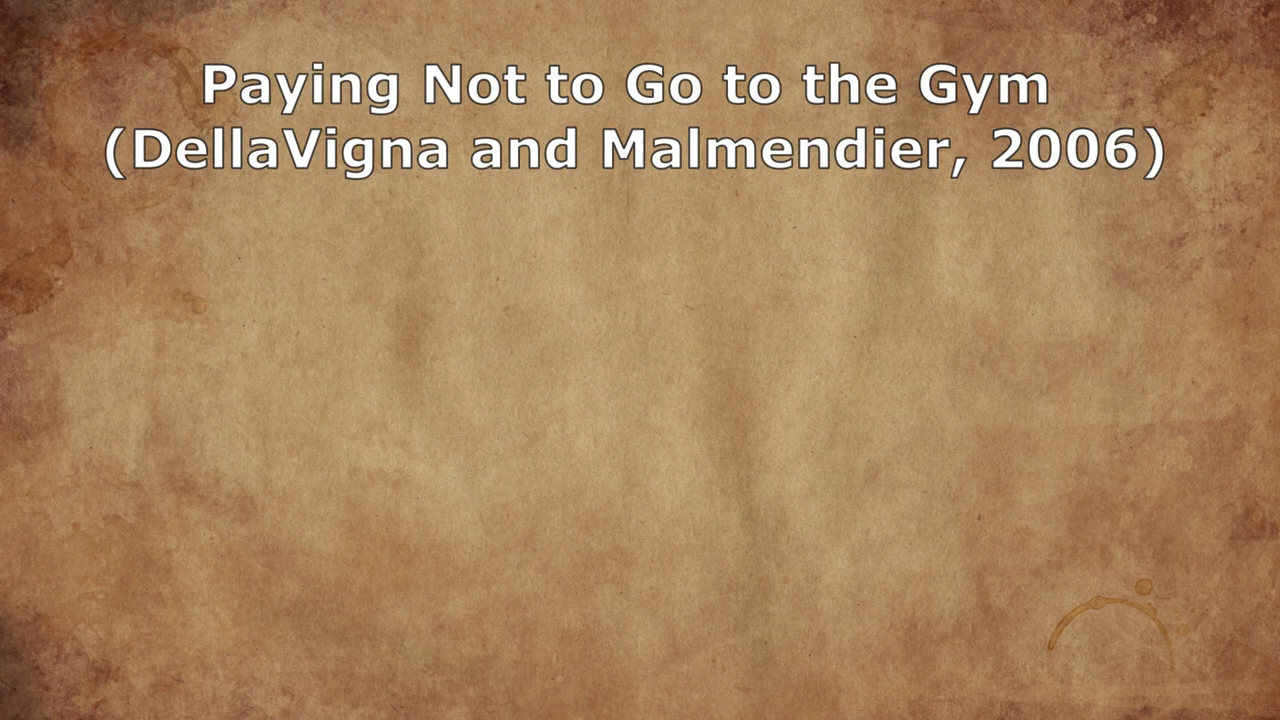 Paying Not to Go to the Gym
(DellaVigna and Malmendier, 2006)